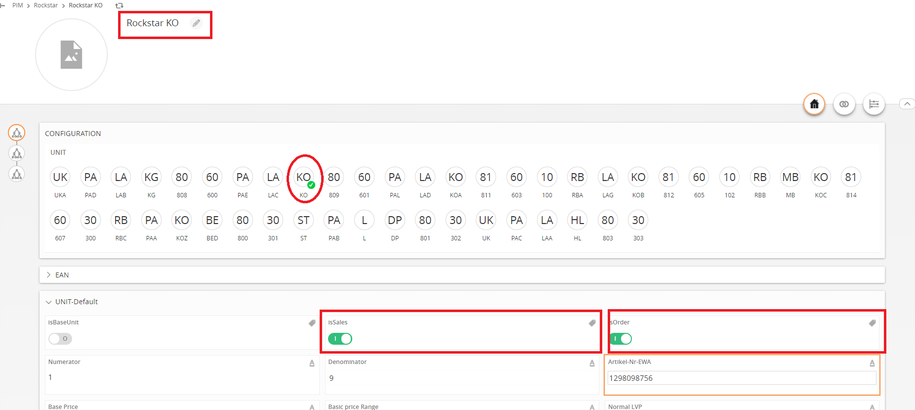 PIM > Rockstar > Rockstar KO
Rockstar KO
CONFIGURATION
UNIT
UK PA LA KG 80 60 PA LA KO 80 60 PA LA KO 81 60 10 RB LA KO 81 60 10 RB MB KO 81
UKA PAD LAB KG 808 600 PAE LAC KO 809 601 PAL LAD KOA 811 603 100 RBA LAG KOB 812 605 102 RBB MB KOC 814
60 30 RB PA KO BE 80 30 ST PA L DP 80 30 UK PA LA HL 80 30
607 300 RBC PAA KOZ BED 800 301 ST PAB L DP 801 302 UK PAC LAA HL 803 303
EAN
UNIT-Default
isBaseUnit isSales isOrder
Numerator Denominator Artikel-Nr-EWA
1 9 1298098756
Base Price Basic price Range Normal LVP